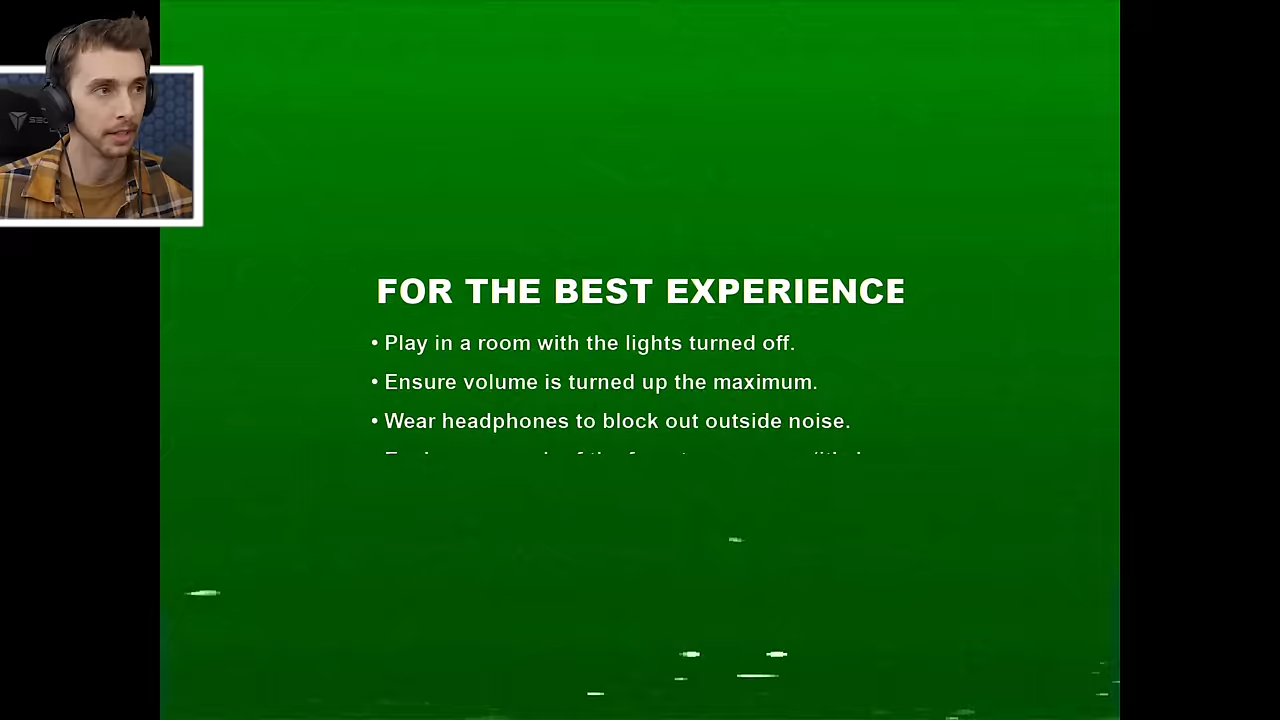 FOR THE BEST EXPERIENCE
• Play in a room with the lights turned off.
• Ensure volume is turned up the maximum.
• Wear headphones to block out outside noise.